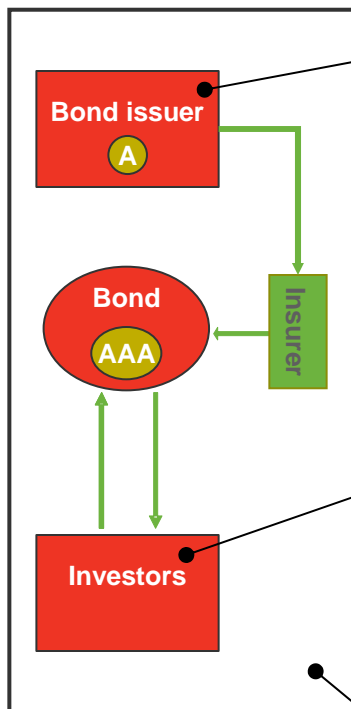 Bond issuer
A
Bond
AAA
Insurer
Investors